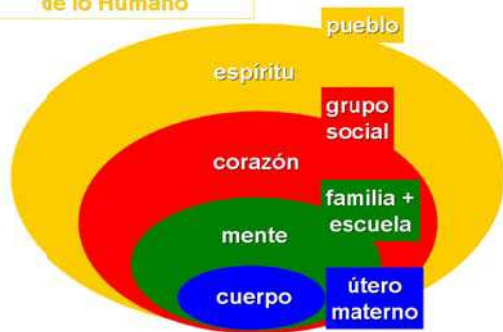 de lo Humano
pueblo
espíritu
grupo
social
corazón
familia +
escuela
mente
útero
materno
cuerpo